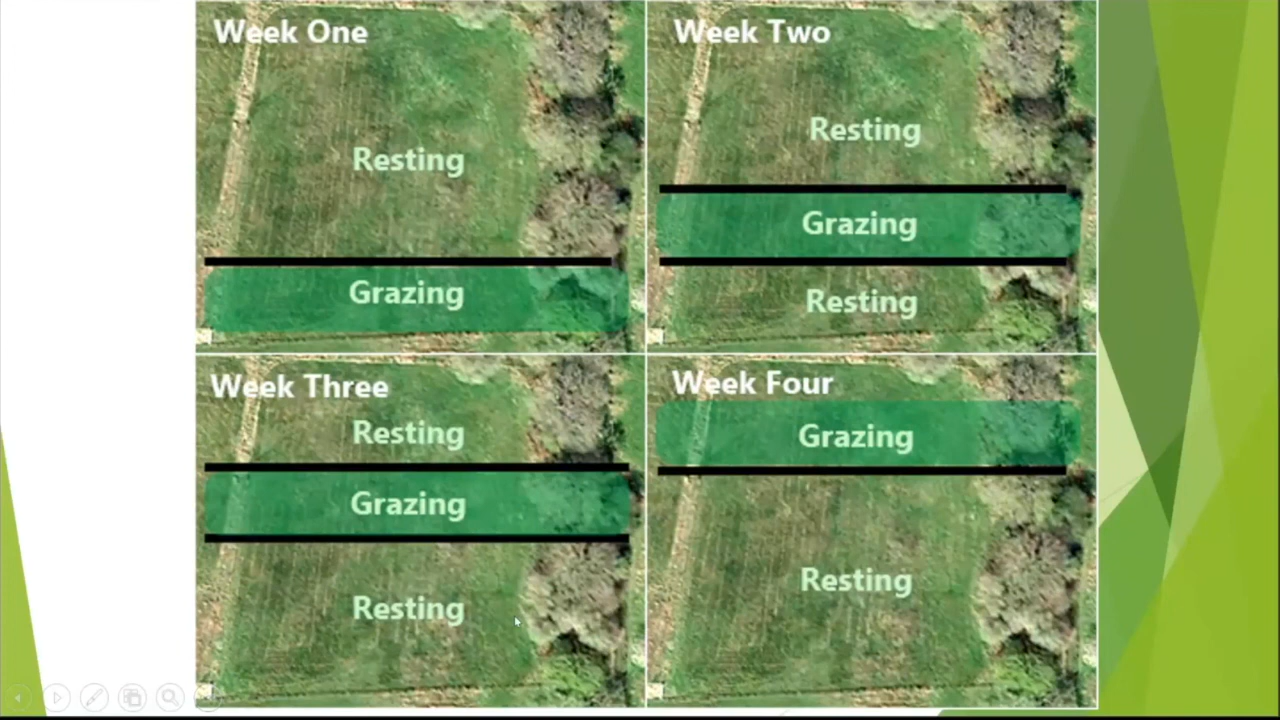 Week One
Resting
Grazing
Week Two
Resting
Grazing
Resting
Week Three
Resting
Grazing
Resting
Week Four
Grazing
Resting